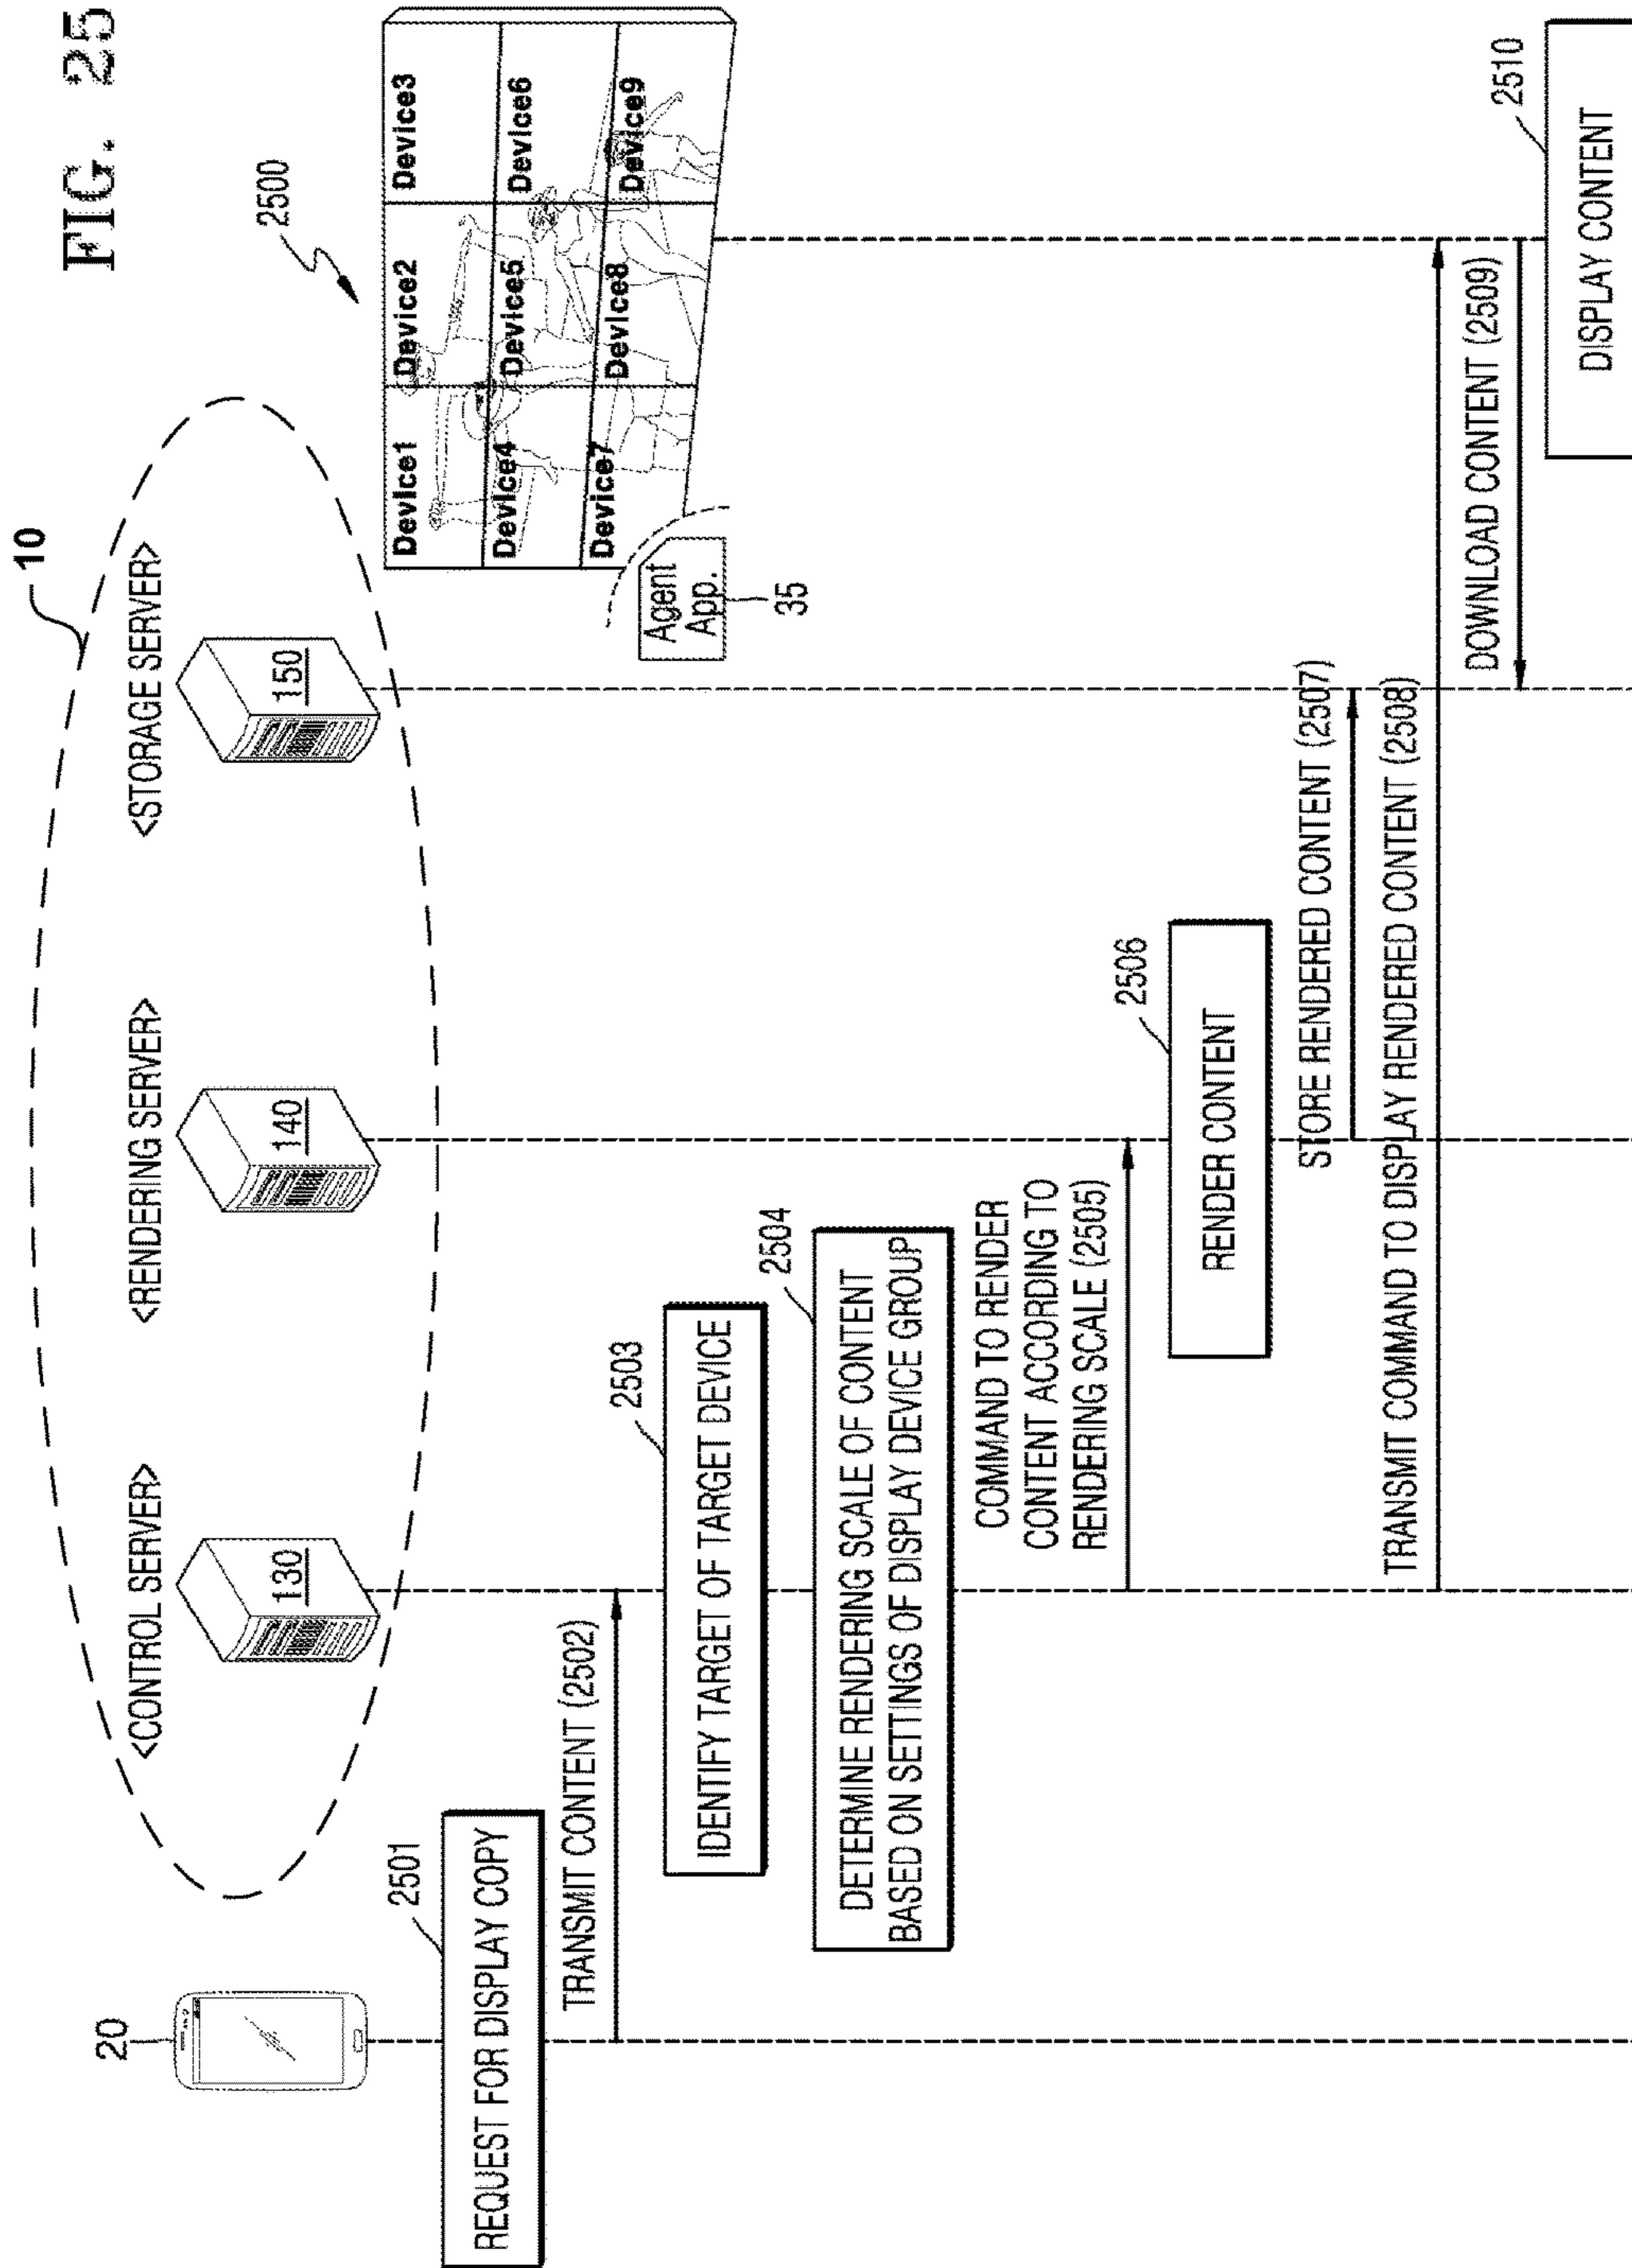 FIG. 25
10
20
<CONTROL SERVER>
<RENDERING SERVER>
<STORAGE SERVER>
130
140
150
2500
Device1
Device2
Device3
Device4
Device5
Device6
Device7
Device8
Device9
Agent
App.
35
2501
REQUEST FOR DISPLAY COPY
TRANSMIT CONTENT (2502)
2503
IDENTIFY TARGET OF TARGET DEVICE
2504
DETERMINE RENDERING SCALE OF CONTENT
BASED ON SETTINGS OF DISPLAY DEVICE GROUP
COMMAND TO RENDER
CONTENT ACCORDING TO
RENDERING SCALE (2505)
2506
RENDER CONTENT
STORE RENDERED CONTENT (2507)
TRANSMIT COMMAND TO DISPLAY RENDERED CONTENT (2508)
DOWNLOAD CONTENT (2509)
2510
DISPLAY CONTENT